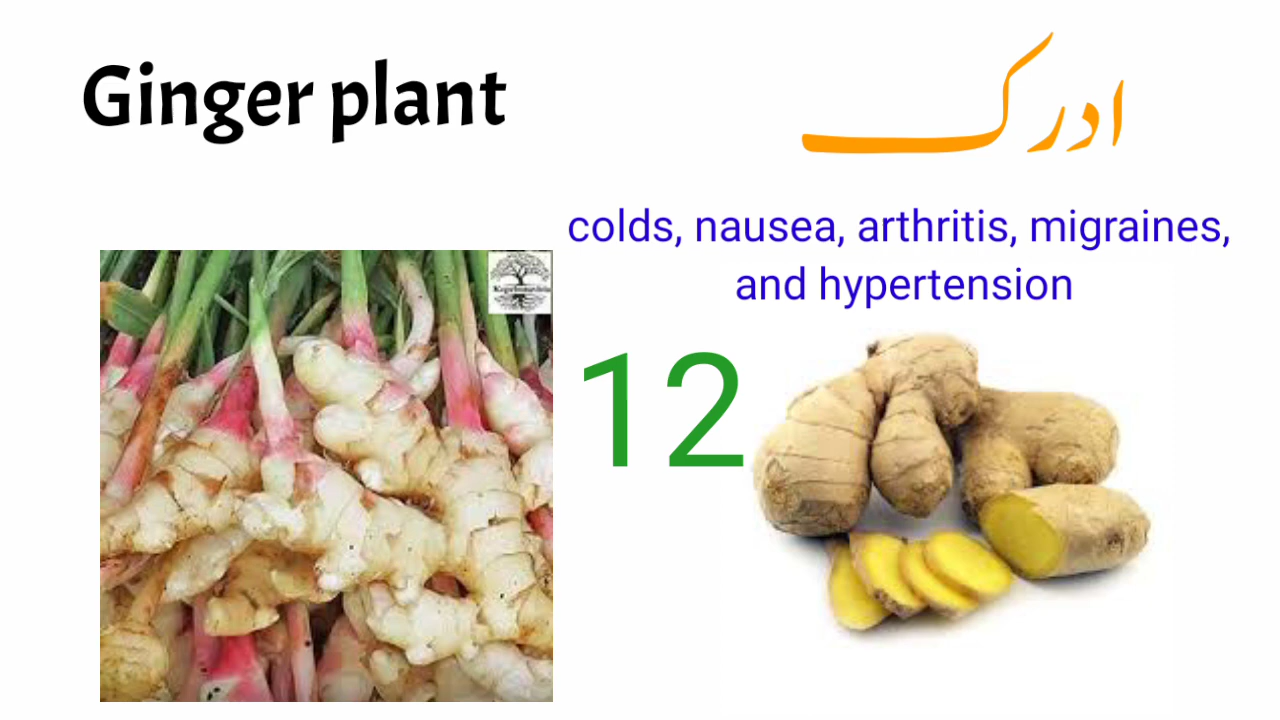 Ginger plant
ادرک
colds, nausea, arthritis, migraines,
and hypertension
12